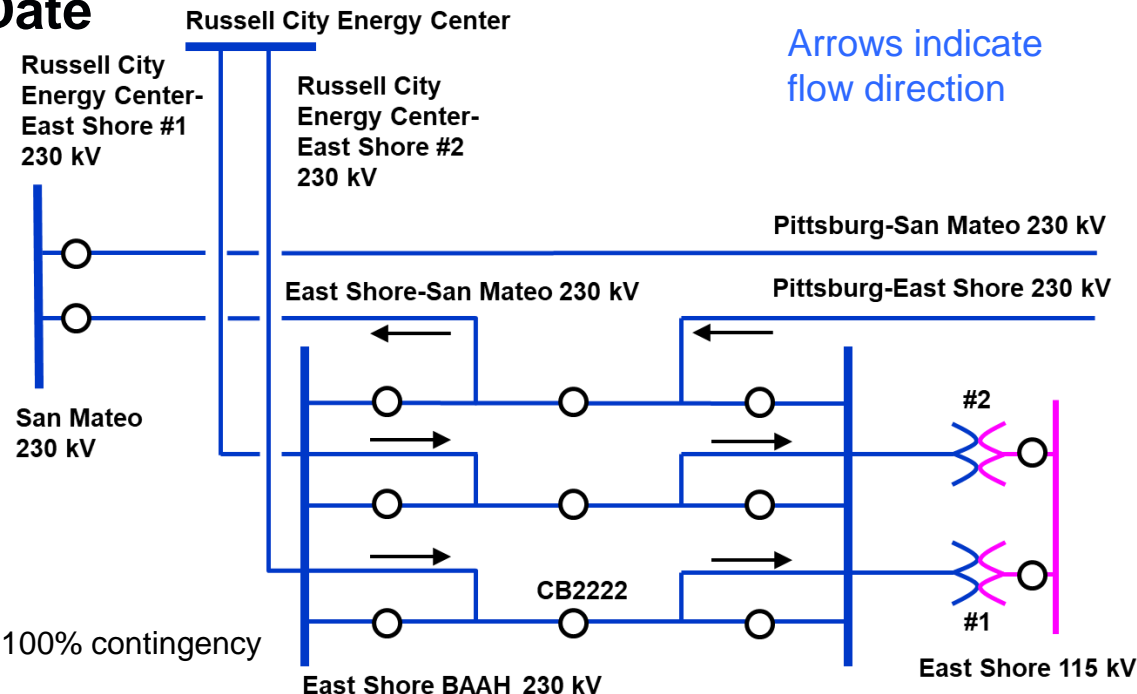 Date
Russell City Energy Center
Arrows indicate
flow direction
Russell City
Energy Center-
East Shore #1
230 kV
Russell City
Energy Center-
East Shore #2
230 kV
Pittsburg-San Mateo 230 kV
East Shore-San Mateo 230 kV
Pittsburg-East Shore 230 kV
San Mateo
230 kV
#2
CB2222
#1
100% contingency
East Shore 115 kV
East Shore BAAH 230 kV